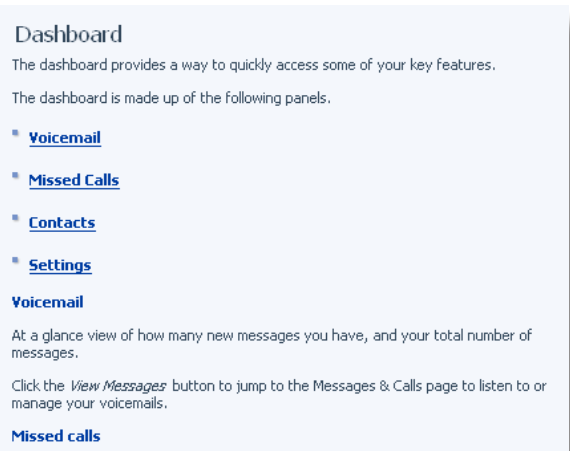 Dashboard
The dashboard provides a way to quickly access some of your key features.
The dashboard is made up of the following panels.
Voicemail
Missed Calls
Contacts
Settings
Voicemail
At a glance view of how many new messages you have, and your total number of
messages.
Click the View Messages button to jump to the Messages & Calls page to listen to or
manage your voicemails.
Missed calls